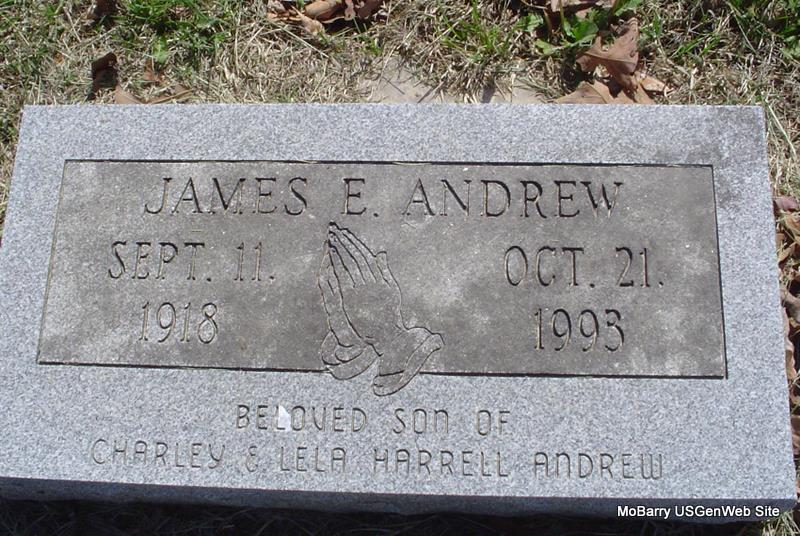 JAMES E. ANDREW
SEPT. 11.
1918
OCT. 21.
1993
BELOVED SON OF
CHARLEY & LELA HARRELL ANDREW
MoBarry USGenWeb Site